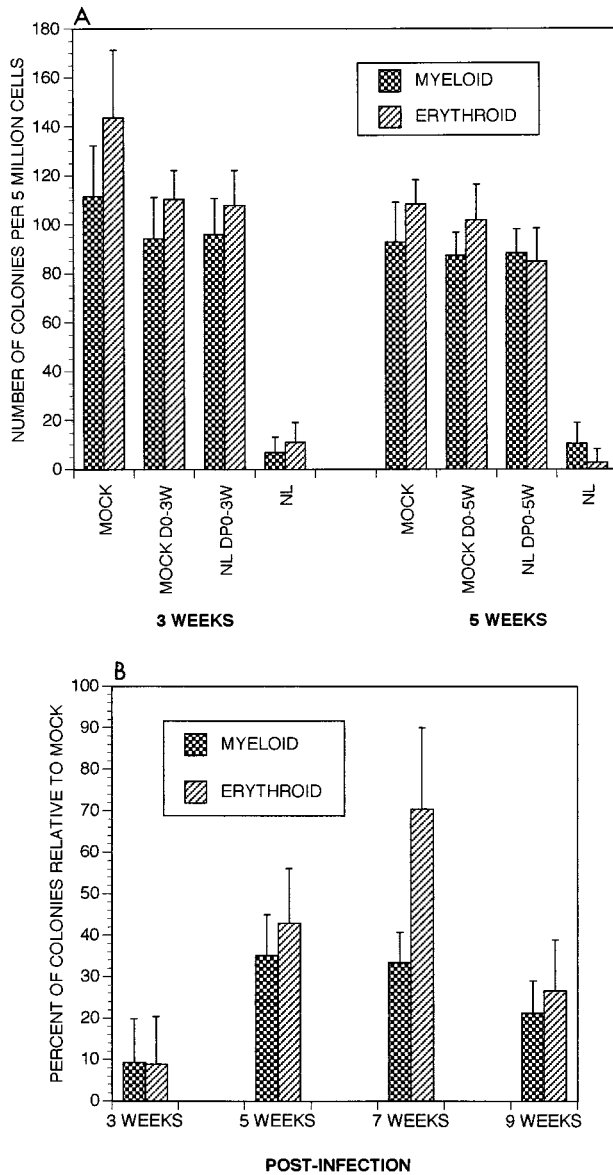 A
NUMBER OF COLONIES PER 5 MILLION CELLS
180
160
140
120
100
80
60
40
20
0
MYELOID
ERYTHROID
MOCK
MOCK D0-3W
NL DP0-3W
NL
MOCK
MOCK D0-5W
NL DP0-5W
NL
3 WEEKS
5 WEEKS
B
PERCENT OF COLONIES RELATIVE TO MOCK
100
90
80
70
60
50
40
30
20
10
0
MYELOID
ERYTHROID
3 WEEKS
5 WEEKS
7 WEEKS
9 WEEKS
POST-INFECTION